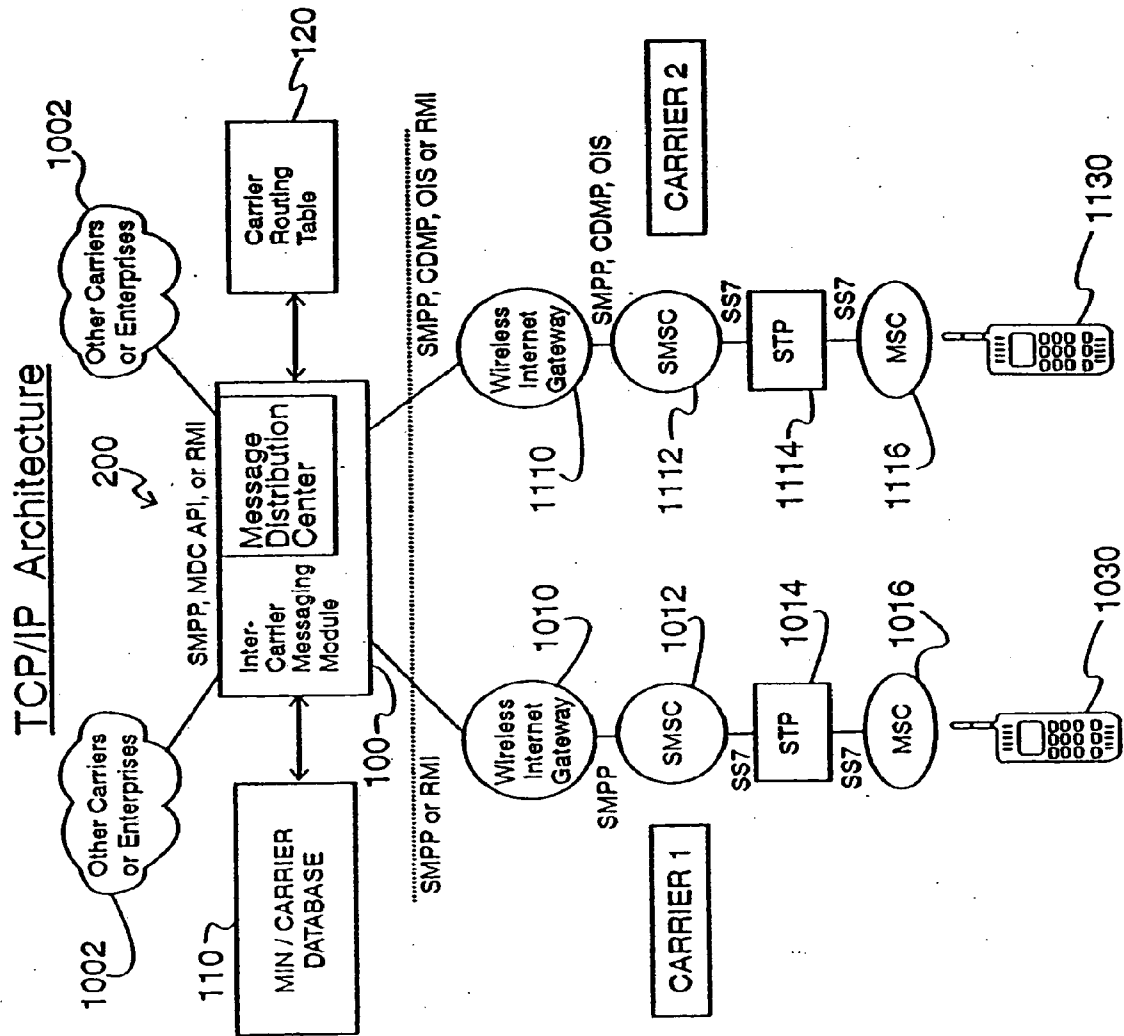 TCP/IP Architecture
200
1002
1002
Other Carriers
or Enterprises
Other Carriers
or Enterprises
SMPP, MDC API, or RMI
110
MIN / CARRIER
DATABASE
Inter-
Carrier
Messaging
Module
Message
Distribution
Center
Carrier
Routing
Table
120
100
SMPP or RMI
SMPP, CDMP, OIS or RMI
Wireless
Internet
Gateway
1010
SMPP
SMSC
1012
SS7
STP
1014
SS7
MSC
1016
1030
CARRIER 1
Wireless
Internet
Gateway
1110
SMPP, CDMP, OIS
SMSC
1112
SS7
STP
1114
SS7
MSC
1116
1130
CARRIER 2